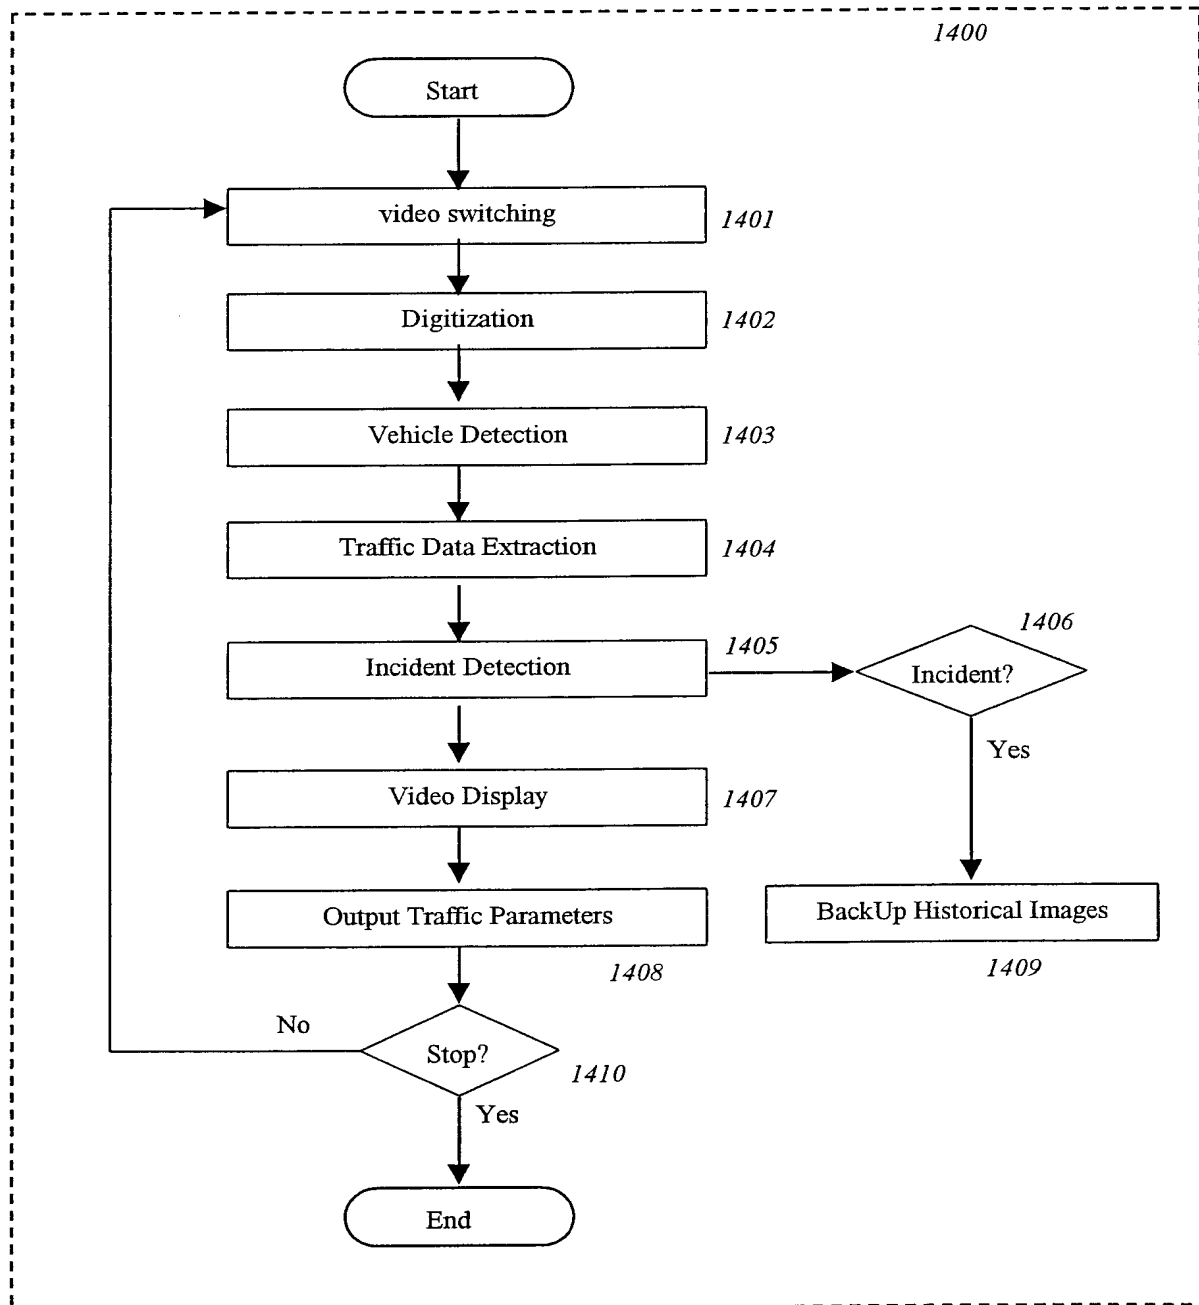 1400
Start
video switching
1401
Digitization
1402
Vehicle Detection
1403
Traffic Data Extraction
1404
Incident Detection
1405
1406
Incident?
Yes
Video Display
1407
Output Traffic Parameters
1408
BackUp Historical Images
1409
No
Stop?
1410
Yes
End